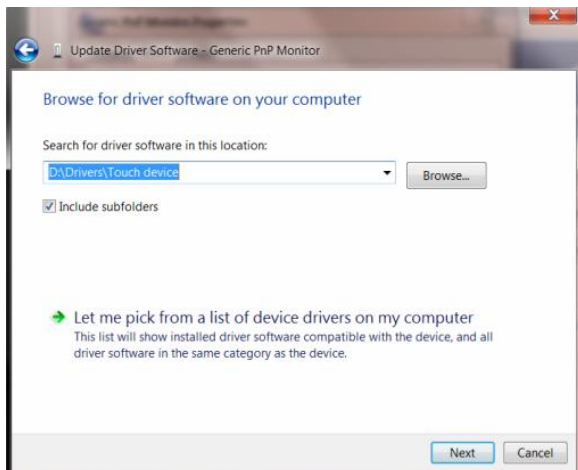 Update Driver Software - Generic PnP Monitor
Browse for driver software on your computer
Search for driver software in this location:
D:\Drivers\Touch device
Browse...
Include subfolders
Let me pick from a list of device drivers on my computer
This list will show installed driver software compatible with the device, and all
driver software in the same category as the device.
Next
Cancel